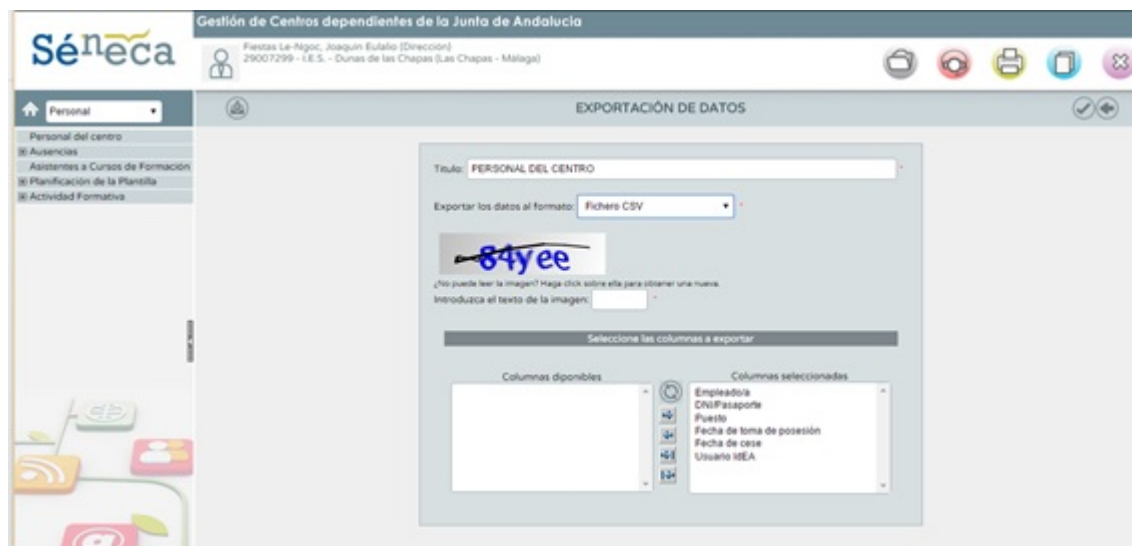 Gestión de Centros dependientes de la Junta de Andalucía
Séneca
Fiestas Le-Ngoc, Joaquin Eulalio (Dirección)
29007299 - I.E.S. - Dunas de las Chapas (Las Chapas - Málaga)
Personal
EXPORTACIÓN DE DATOS
Personal del centro
Ausencias
Asistentes a Cursos de Formación
Planificación de la Plantilla
Actividad Formativa
Título: PERSONAL DEL CENTRO *
Exportar los datos al formato: Fichero CSV *
84yee
¿No puede leer la imagen? Haga click sobre ella para obtener una nueva.
Introduzca el texto de la imagen: *
Seleccione las columnas a exportar
Columnas diponibles
Columnas seleccionadas
Empleado/a
DNI/Pasaporte
Puesto
Fecha de toma de posesión
Fecha de cese
Usuario IdEA